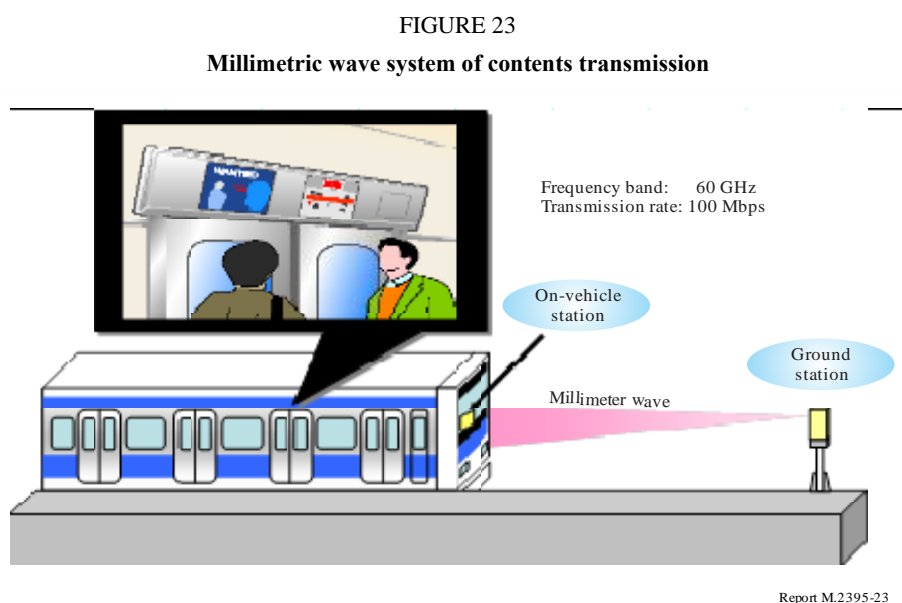 FIGURE 23
Millimetric wave system of contents transmission
WANTED
Frequency band: 60 GHz
Transmission rate: 100 Mbps
On-vehicle
station
Ground
station
Millimeter wave
Report M.2395-23